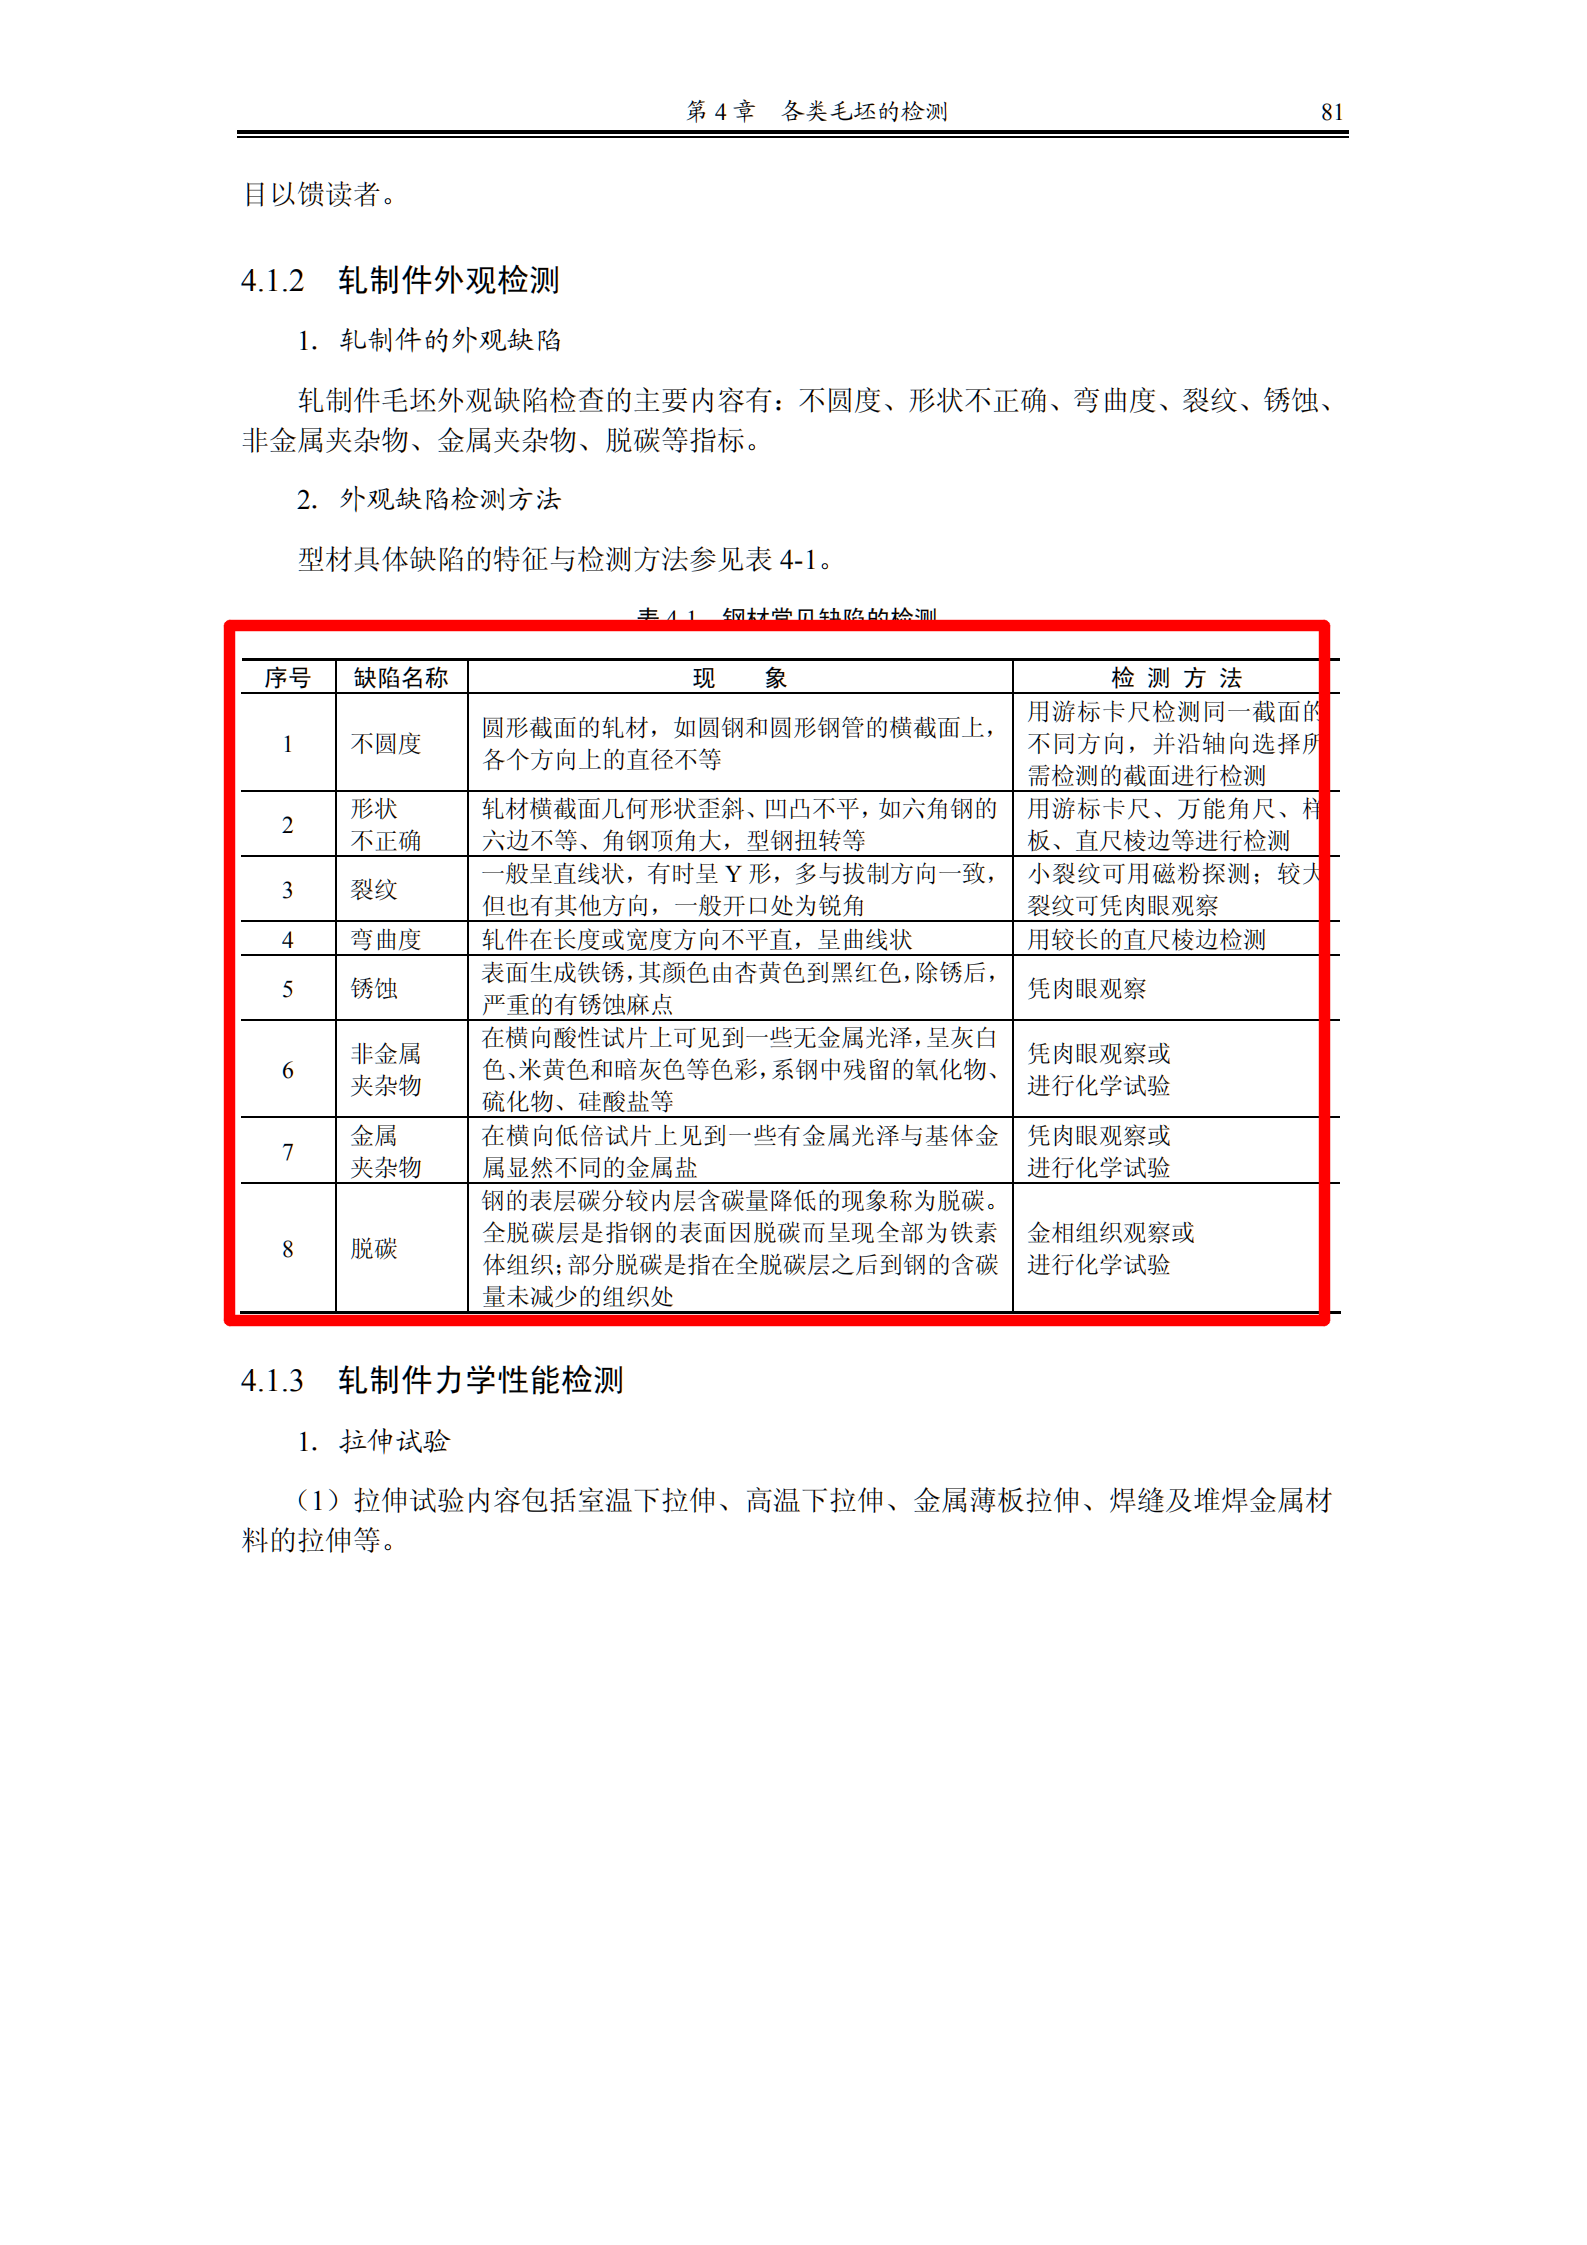 第 4 章 各类毛坯的检测 81
目以馈读者。
4.1.2 轧制件外观检测
1. 轧制件的外观缺陷
轧制件毛坯外观缺陷检查的主要内容有：不圆度、形状不正确、弯曲度、裂纹、锈蚀、
非金属夹杂物、金属夹杂物、脱碳等指标。
2. 外观缺陷检测方法
型材具体缺陷的特征与检测方法参见表 4-1。
表 4-1 钢材常见缺陷的检测
序号 缺陷名称 现 象 检 测 方 法
1 不圆度
圆形截面的轧材，如圆钢和圆形钢管的横截面上，
各个方向上的直径不等
用游标卡尺检测同一截面的
不同方向，并沿轴向选择所
需检测的截面进行检测
2
形状
不正确
轧材横截面几何形状歪斜、凹凸不平，如六角钢的
六边不等、角钢顶角大，型钢扭转等
用游标卡尺、万能角尺、样
板、直尺棱边等进行检测
3 裂纹
一般呈直线状，有时呈 Y 形，多与拔制方向一致，
但也有其他方向，一般开口处为锐角
小裂纹可用磁粉探测；较大
裂纹可凭肉眼观察
4 弯曲度 轧件在长度或宽度方向不平直，呈曲线状 用较长的直尺棱边检测
5 锈蚀
表面生成铁锈，其颜色由杏黄色到黑红色，除锈后，
严重的有锈蚀麻点
凭肉眼观察
6
非金属
夹杂物
在横向酸性试片上可见到一些无金属光泽，呈灰白
色、米黄色和暗灰色等色彩，系钢中残留的氧化物、
硫化物、硅酸盐等
凭肉眼观察或
进行化学试验
7
金属
夹杂物
在横向低倍试片上见到一些有金属光泽与基体金
属显然不同的金属盐
凭肉眼观察或
进行化学试验
8 脱碳
钢的表层碳分较内层含碳量降低的现象称为脱碳。
全脱碳层是指钢的表面因脱碳而呈现全部为铁素
体组织；部分脱碳是指在全脱碳层之后到钢的含碳
量未减少的组织处
金相组织观察或
进行化学试验
4.1.3 轧制件力学性能检测
1. 拉伸试验
（1）拉伸试验内容包括室温下拉伸、高温下拉伸、金属薄板拉伸、焊缝及堆焊金属材
料的拉伸等。